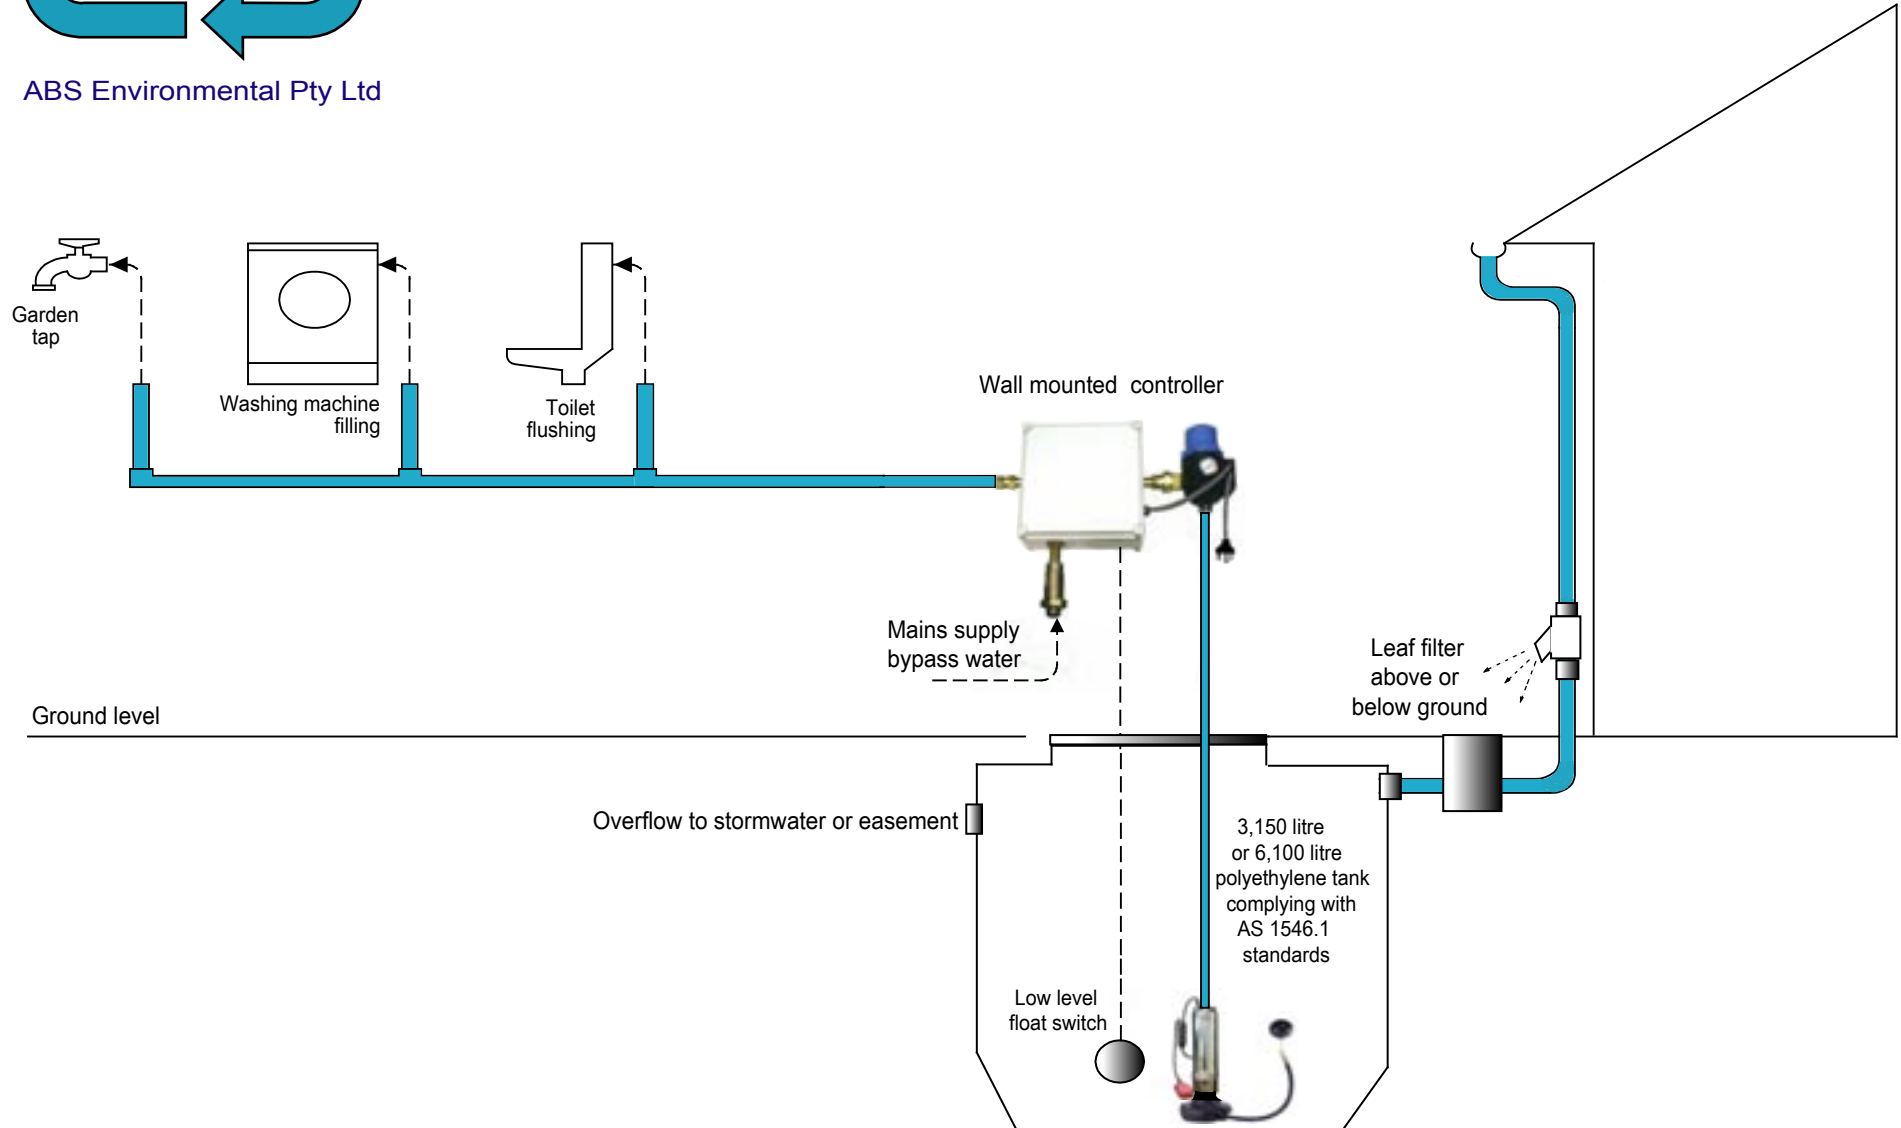 ABS Environmental Pty Ltd
Garden
tap
Washing machine
filling
Toilet
flushing
Wall mounted controller
Mains supply
bypass water
Leaf filter
above or
below ground
Ground level
Overflow to stormwater or easement
3,150 litre
or 6,100 litre
polyethylene tank
complying with
AS 1546.1
standards
Low level
float switch